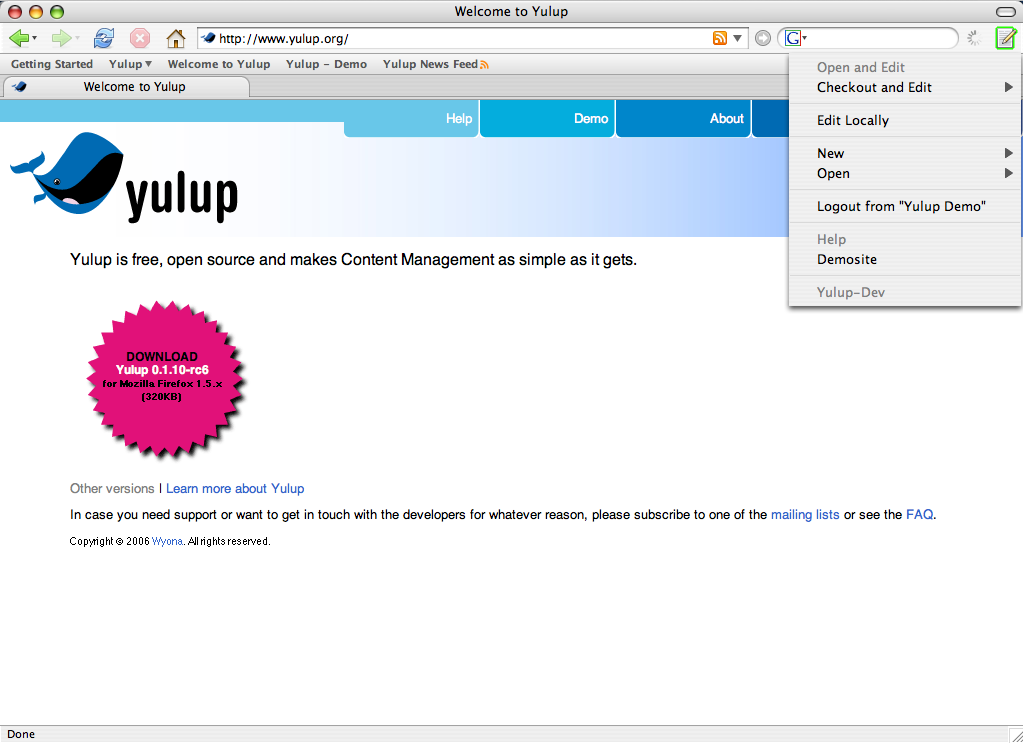 Welcome to Yulup
http://www.yulup.org/
G
Getting Started Yulup Welcome to Yulup Yulup – Demo Yulup News Feed
Welcome to Yulup
Open and Edit
Checkout and Edit
Edit Locally
New
Open
Logout from "Yulup Demo"
Help
Demosite
Yulup-Dev
Help Demo About
yulup
Yulup is free, open source and makes Content Management as simple as it gets.
DOWNLOAD
Yulup 0.1.10-rc6
for Mozilla Firefox 1.5.x
(320KB)
Other versions | Learn more about Yulup
In case you need support or want to get in touch with the developers for whatever reason, please subscribe to one of the mailing lists or see the FAQ.
Copyright © 2006 Wyona. All rights reserved.
Done